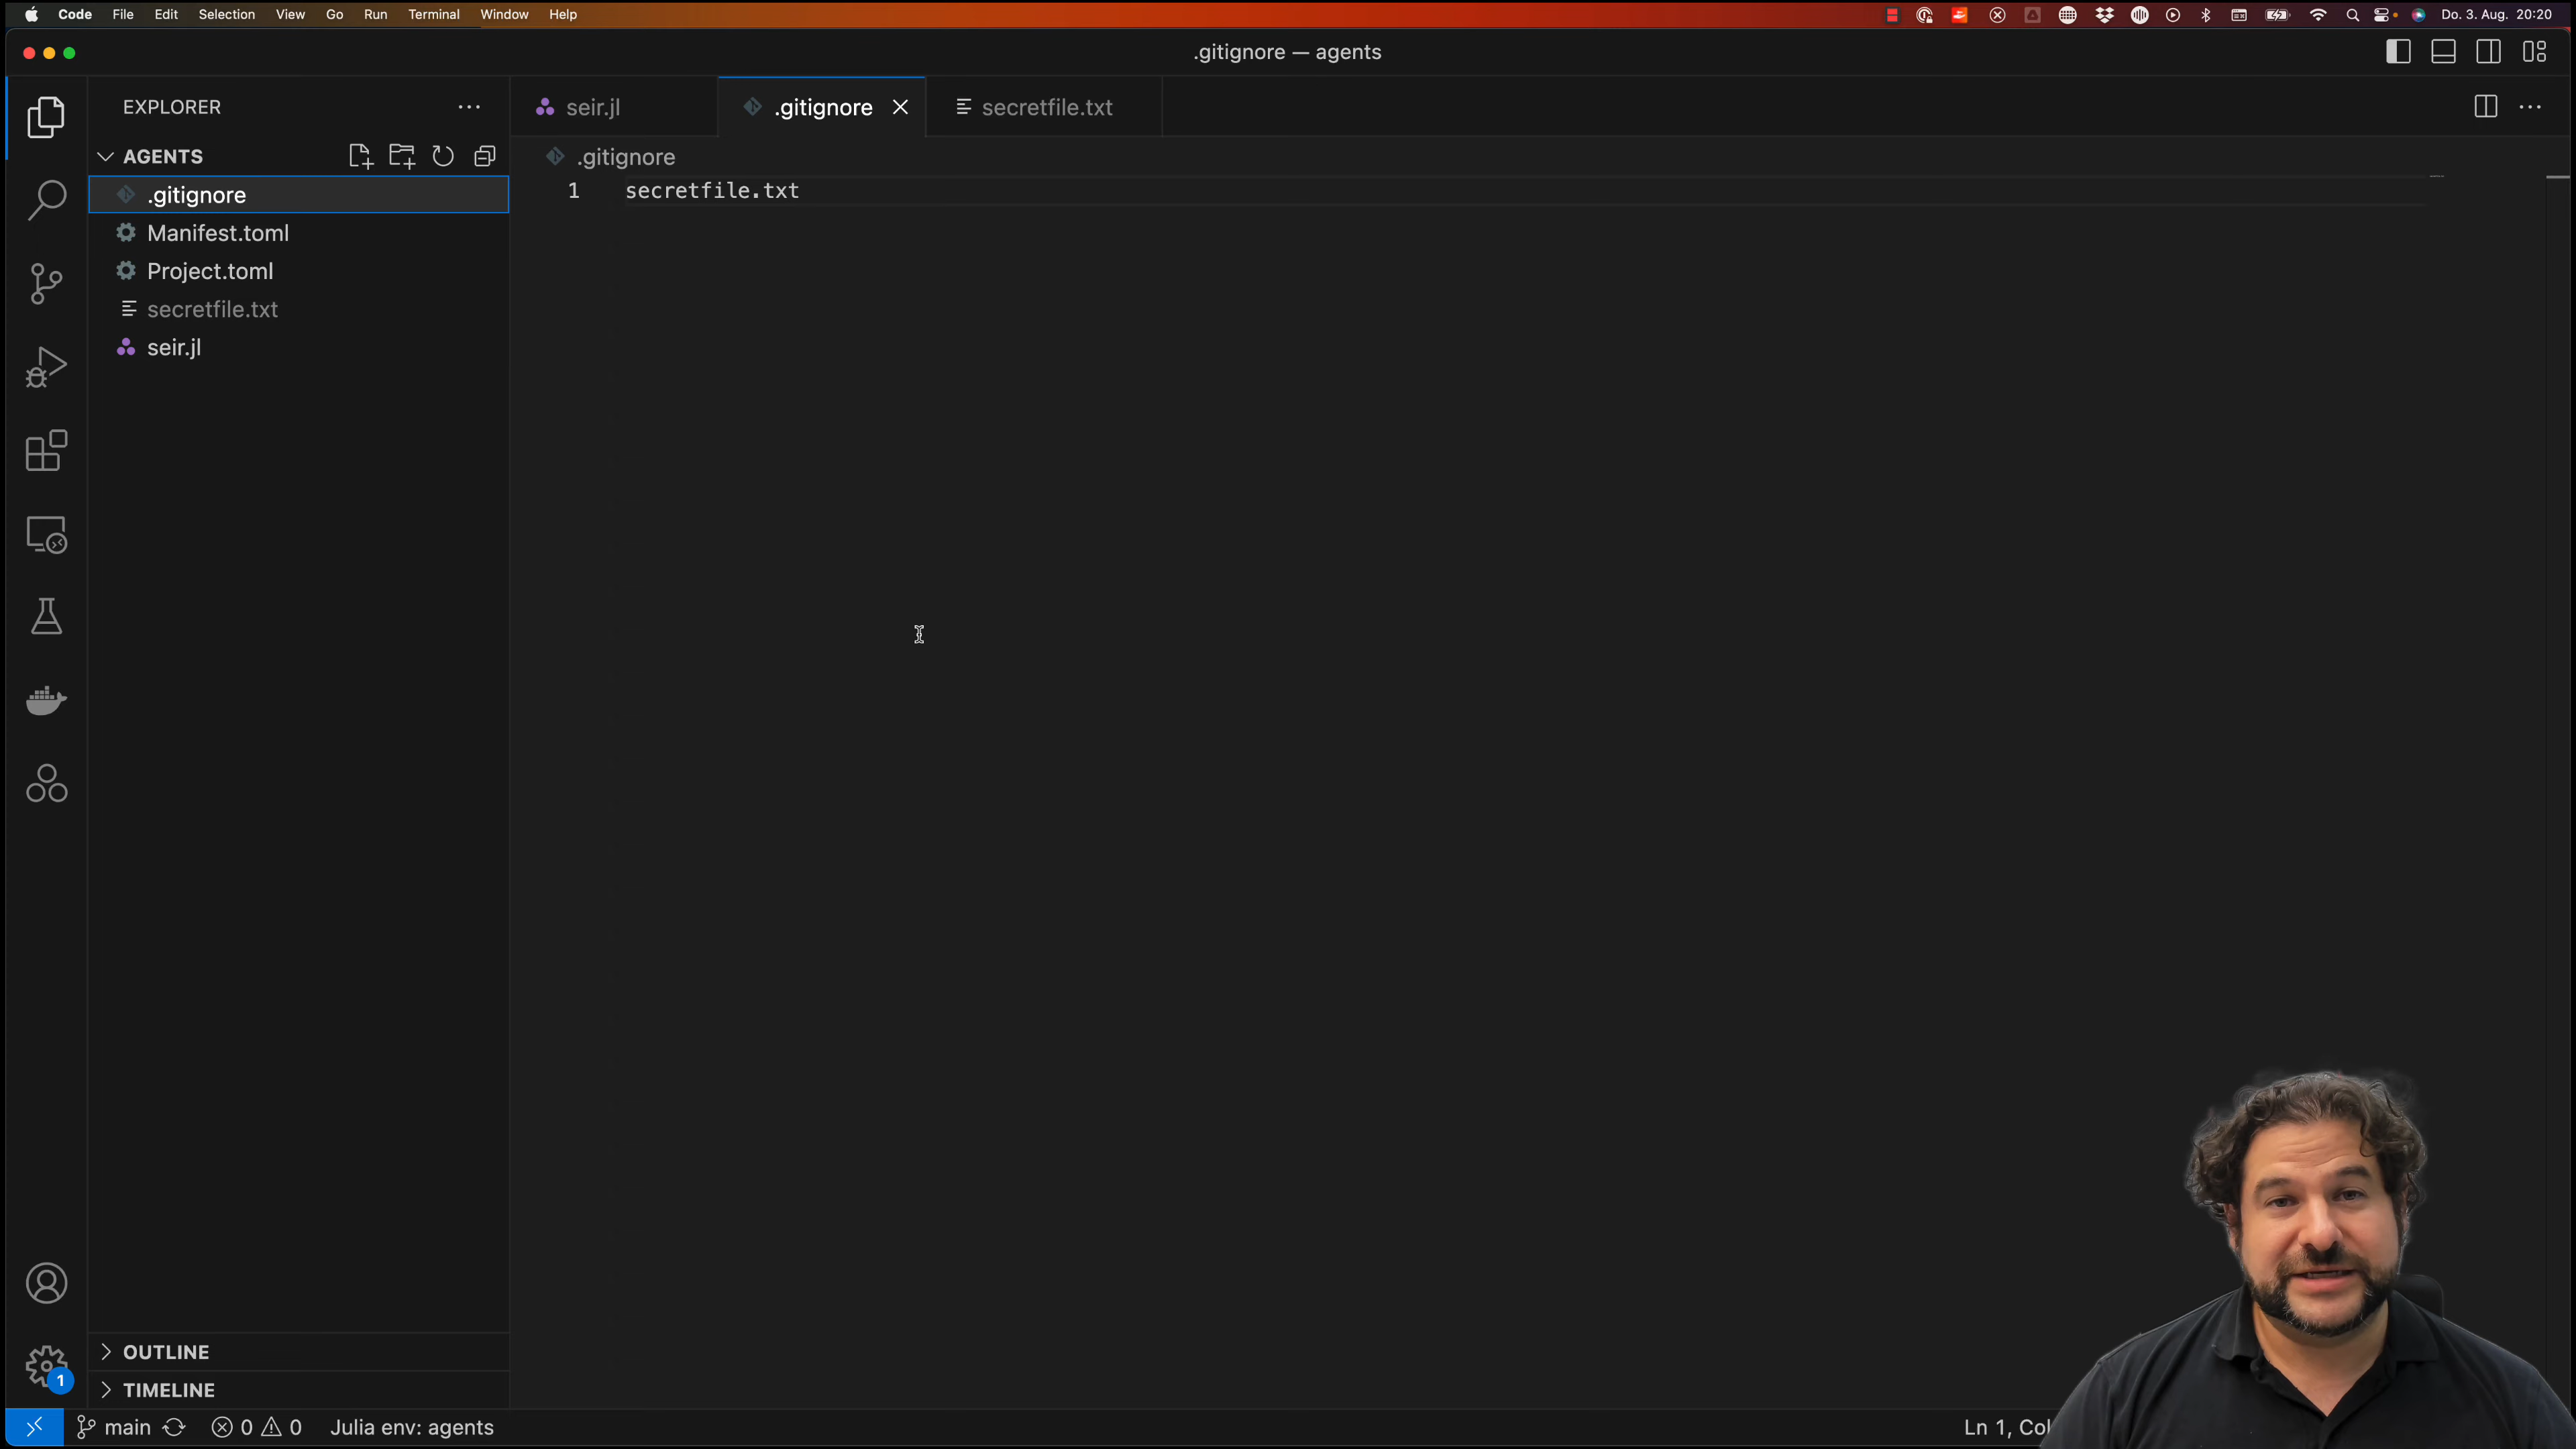 Code File Edit Selection View Go Run Terminal Window Help Do. 3. Aug. 20:20
.gitignore — agents
EXPLORER
seir.jl .gitignore secretfile.txt
AGENTS
.gitignore
.gitignore
1 secretfile.txt
Manifest.toml
Project.toml
secretfile.txt
seir.jl
OUTLINE
1
TIMELINE
main 0 0 Julia env: agents Ln 1, Col